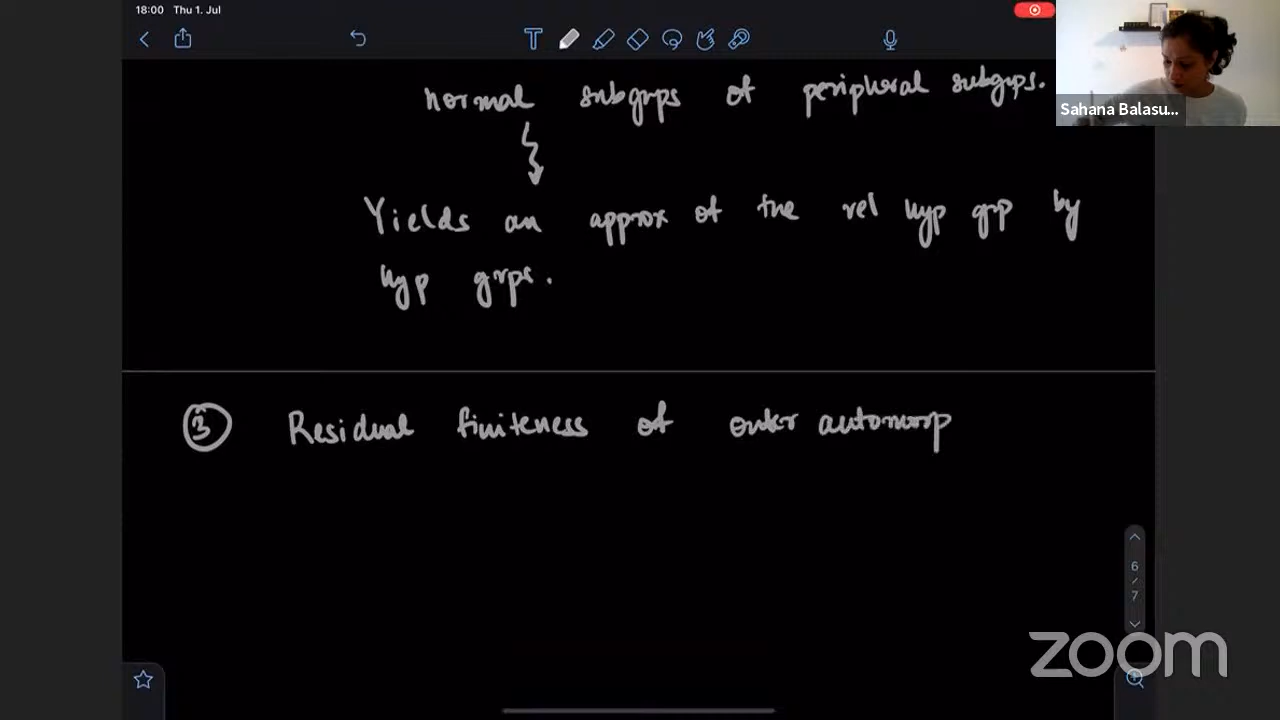 18:00 Thu 1. Jul
Sahana Balasu...
normal subgrps of peripheral subgrps.
Yields an approx of the rel hyp grp by
hyp grps.
3 Residual finiteness of outer automorp
6
/
7
zoom